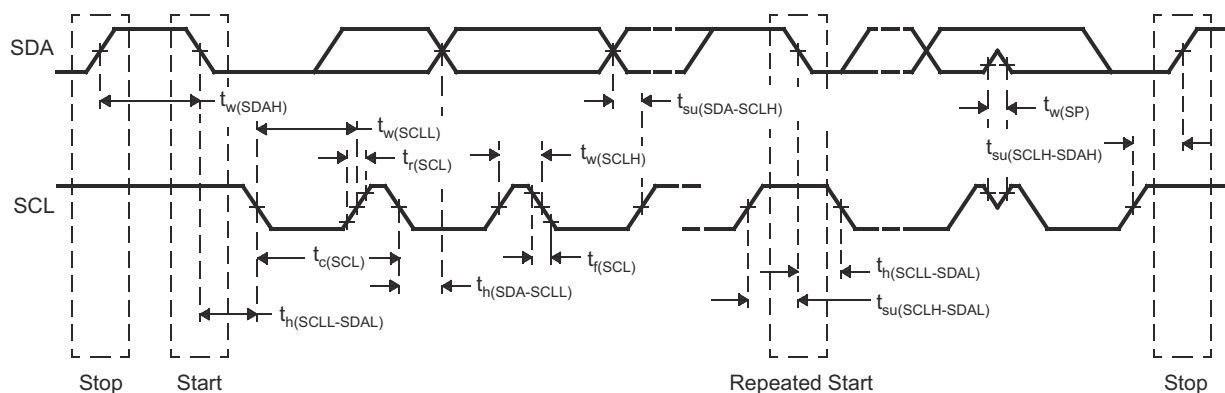 SDA
t_w(SDAH)
t_su(SDA-SCLH)
t_w(SP)
t_w(SCLL)
t_r(SCL)
t_w(SCLH)
t_su(SCLH-SDAH)
SCL
t_c(SCL)
t_f(SCL)
t_h(SCLL-SDAL)
t_h(SDA-SCLL)
t_su(SCLH-SDAL)
t_h(SCLL-SDAL)
Stop
Start
Repeated Start
Stop